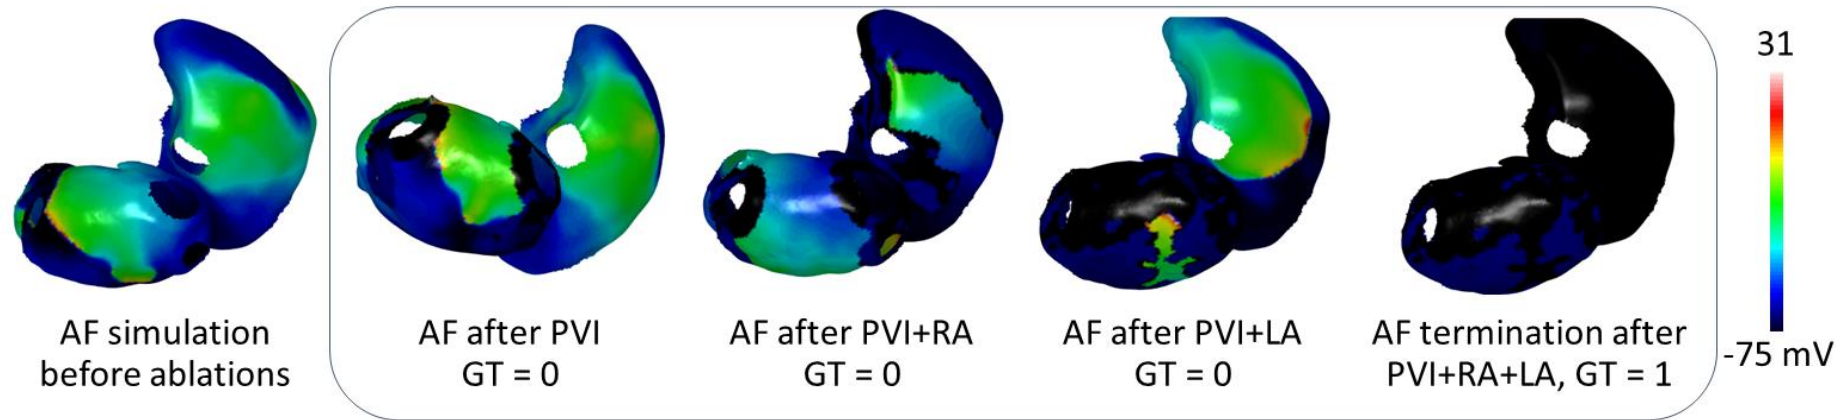 31
AF simulation
before ablations
AF after PVI
GT = 0
AF after PVI+RA
GT = 0
AF after PVI+LA
GT = 0
AF termination after
PVI+RA+LA, GT = 1
-75 mV